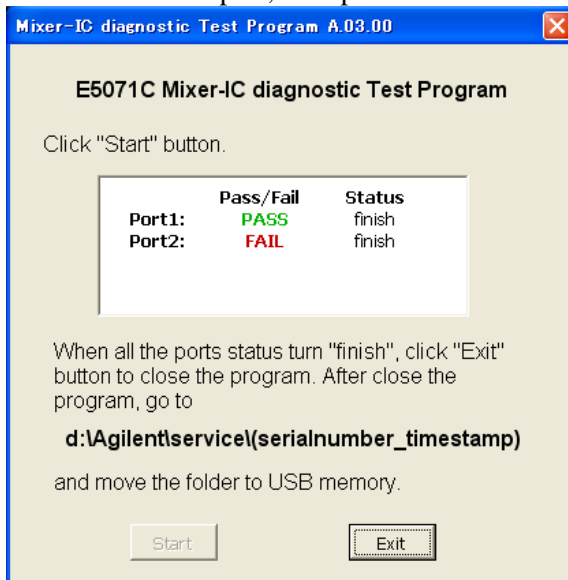 Mixer-IC diagnostic Test Program A.03.00
E5071C Mixer-IC diagnostic Test Program
Click "Start" button.
Pass/Fail Status
Port1: PASS finish
Port2: FAIL finish
When all the ports status turn "finish", click "Exit"
button to close the program. After close the
program, go to
d:\Agilent\service\(serialnumber_timestamp)
and move the folder to USB memory.
Start Exit